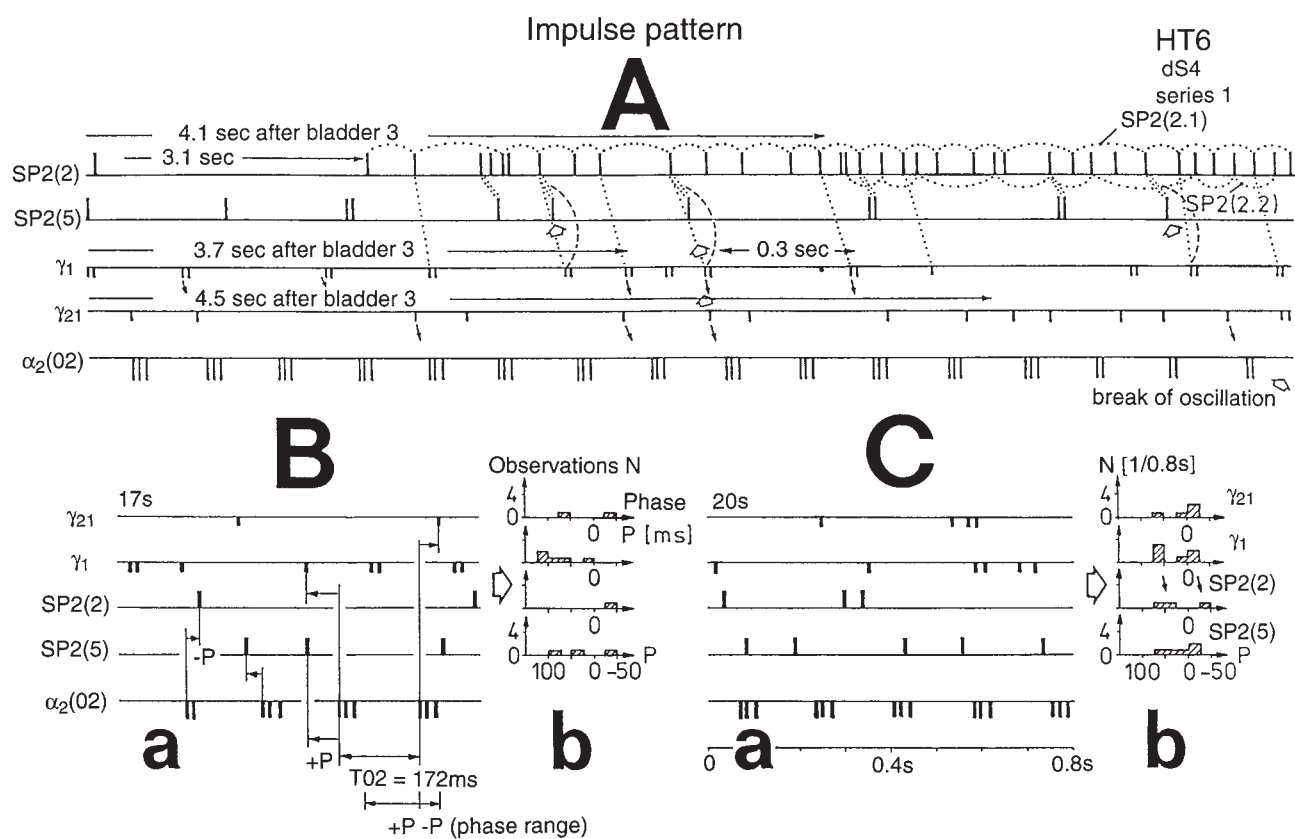 Impulse pattern
HT6
dS4
series 1
A
SP2(2.1)
4.1 sec after bladder 3
3.1 sec
SP2(2)
SP2(2.2)
SP2(5)
3.7 sec after bladder 3
0.3 sec
γ1
4.5 sec after bladder 3
γ21
α2(02)
break of oscillation
B
C
Observations N
N [1/0.8s]
17s
4
Phase
20s
4
γ21
γ21
0
0
P [ms]
0
0
γ1
γ1
0
0
SP2(2)
SP2(2)
0
0
SP2(5)
-P
4
0
P
SP2(5)
4
0
P
100
0
-50
100
0
-50
α2(02)
a
b
a
b
+P
0
0.4s
0.8s
T02 = 172ms
+P -P (phase range)